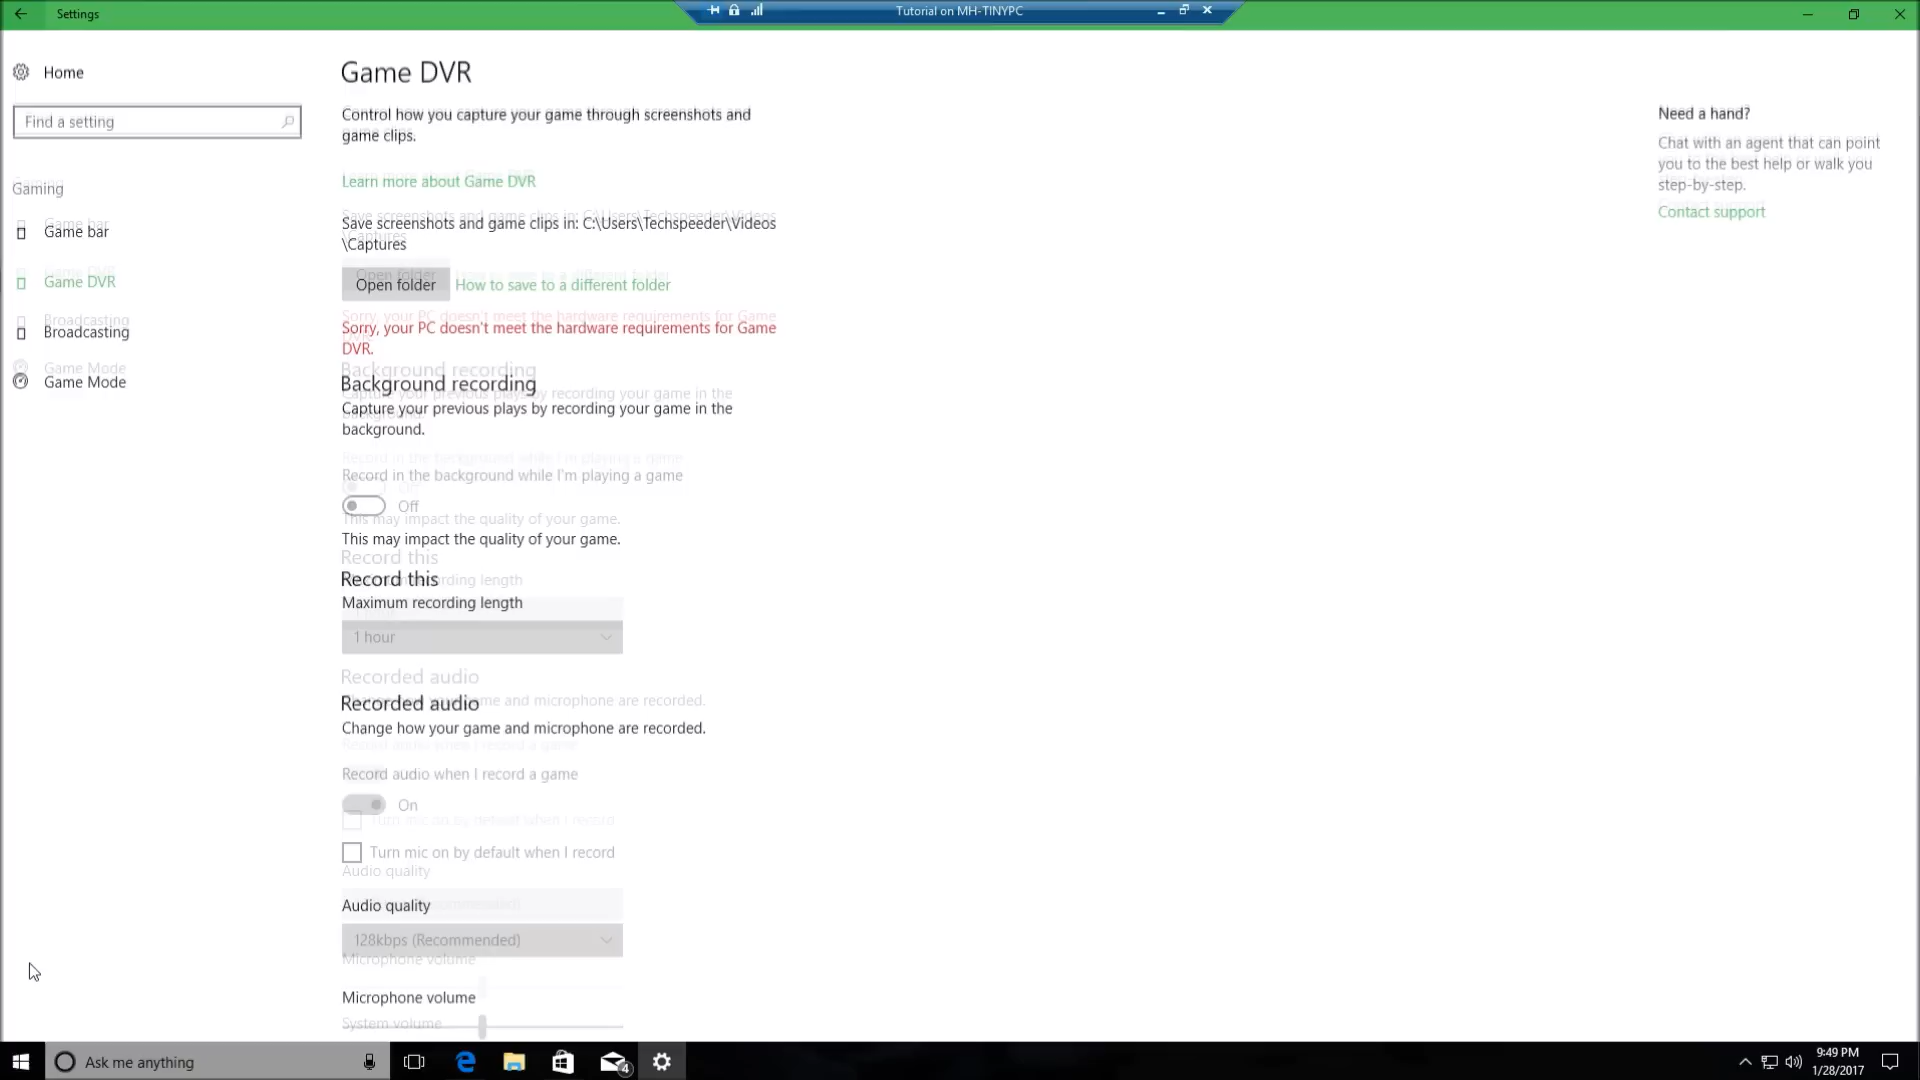 Settings
Tutorial on MH-TINYPC
Home
Find a setting
Gaming
Game bar
Game DVR
Broadcasting
Game Mode
Game DVR
Control how you capture your game through screenshots and
game clips.
Learn more about Game DVR
Save screenshots and game clips in: C:\Users\Techspeeder\Videos
\Captures
Open folder
How to save to a different folder
Sorry, your PC doesn't meet the hardware requirements for Game
DVR.
Background recording
Capture your previous plays by recording your game in the
background.
Record in the background while I'm playing a game
Off
This may impact the quality of your game.
Record this
Maximum recording length
1 hour
Recorded audio
Change how your game and microphone are recorded.
Record audio when I record a game
On
Turn mic on by default when I record
Audio quality
128kbps (Recommended)
Microphone volume
System volume
Need a hand?
Chat with an agent that can point
you to the best help or walk you
step-by-step.
Contact support
Ask me anything
4
9:49 PM
1/28/2017